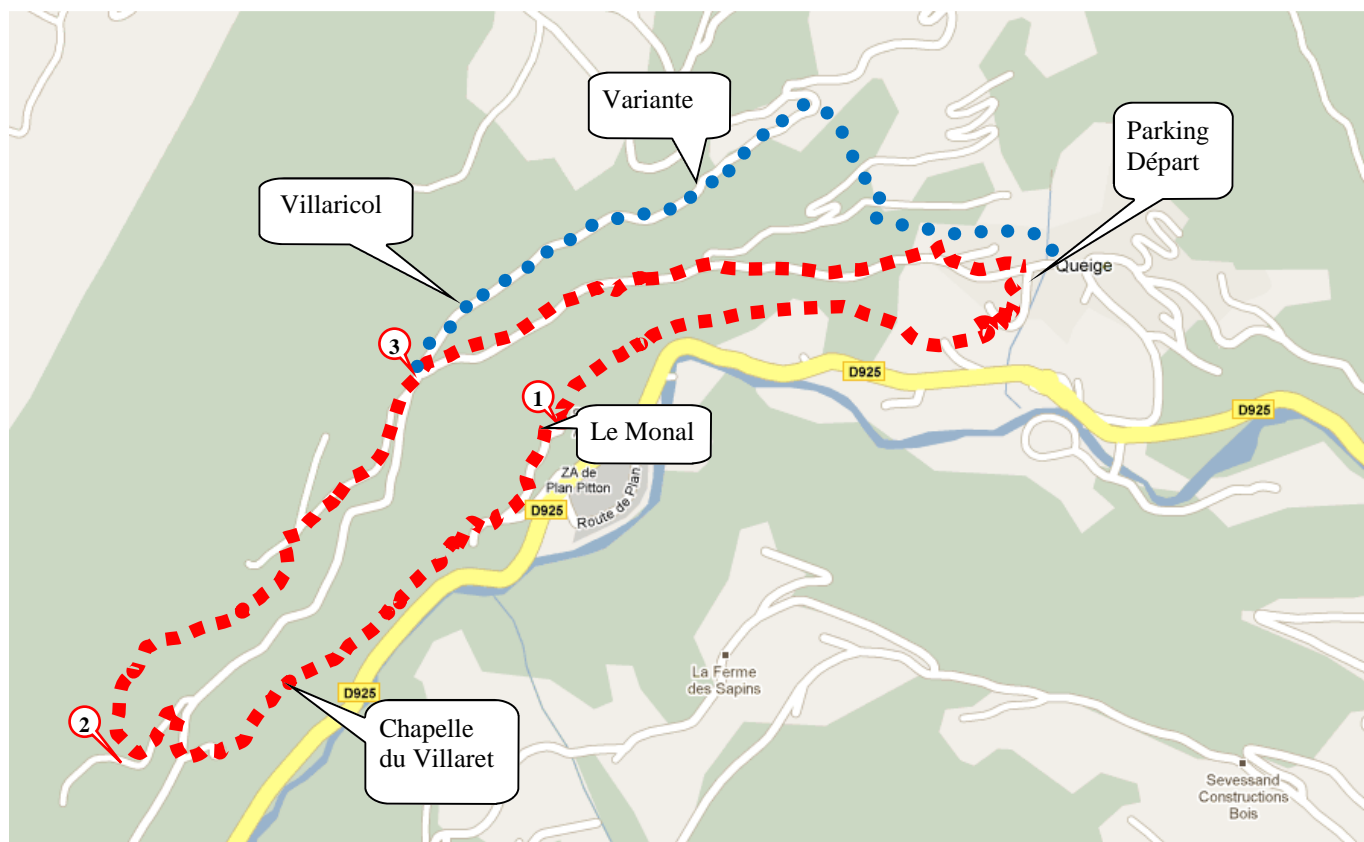 Variante
Parking
Départ
Villaricol
Queige
3
D925
1
D925
Le Monal
ZA de
Plan Pitton
Route de Plan
D925
La Ferme
des Sapins
D925
2
Chapelle
du Villaret
Sevessand
Constructions
Bois